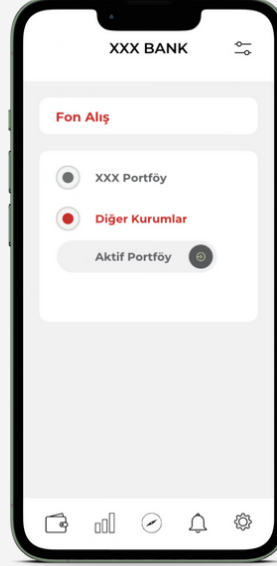 XXX BANK
Fon Alış
XXX Portföy
Diğer Kurumlar
Aktif Portföy